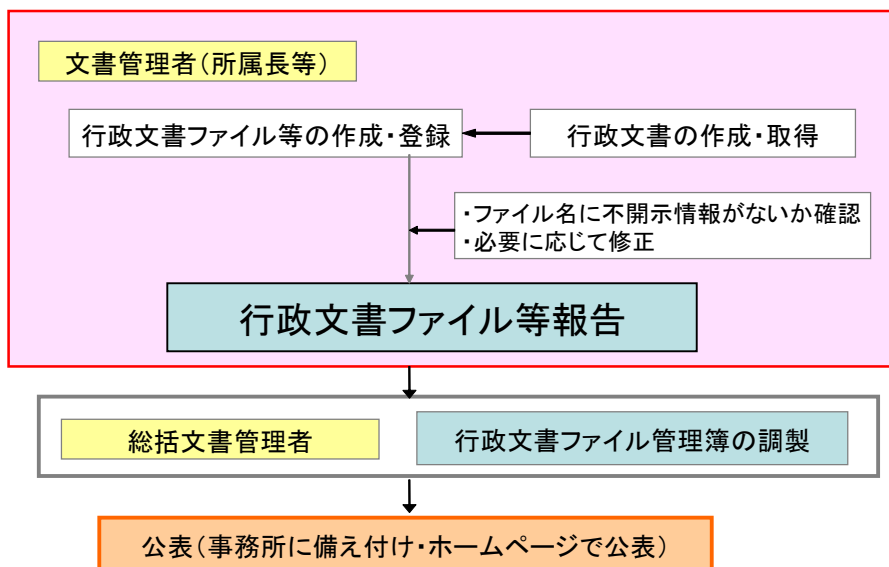 文書管理者(所属長等)
行政文書ファイル等の作成・登録
行政文書の作成・取得
・ファイル名に不開示情報がないか確認
・必要に応じて修正
行政文書ファイル等報告
総括文書管理者
行政文書ファイル管理簿の調製
公表(事務所に備え付け・ホームページで公表)